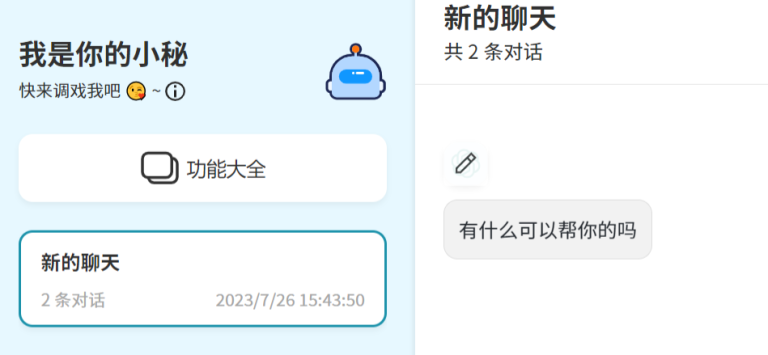 我是你的小秘
快来调戏我吧 😘 ~
功能大全
新的聊天
2 条对话 2023/7/26 15:43:50
新的聊天
共 2 条对话
有什么可以帮你的吗